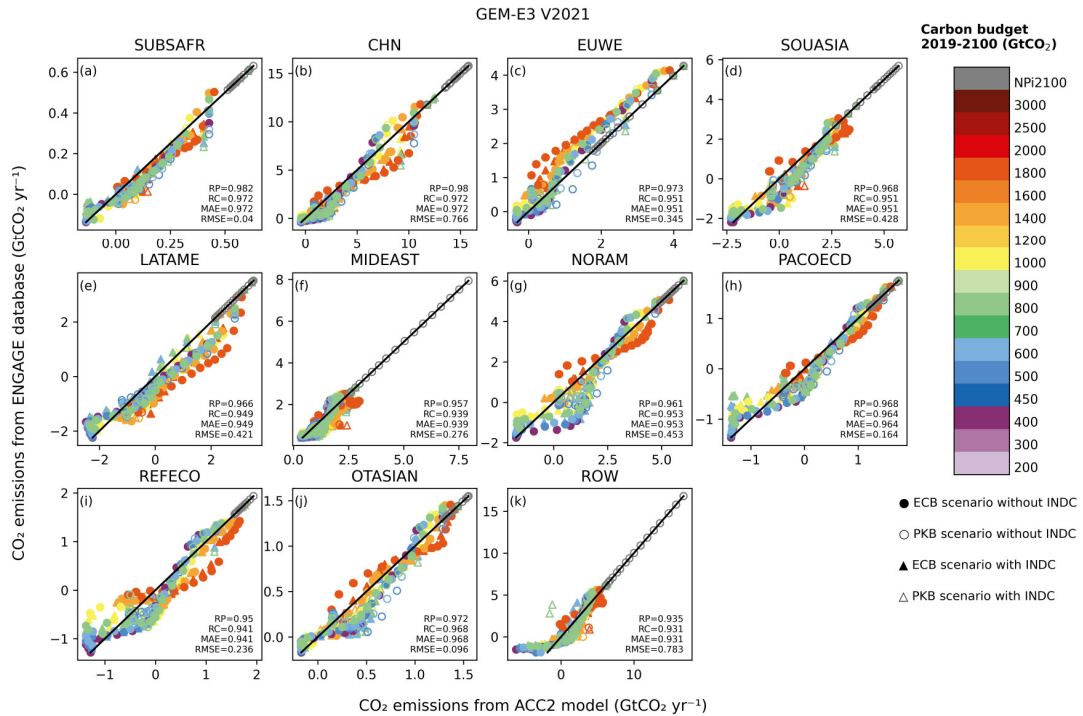 GEM-E3 V2021
Carbon budget
2019-2100 (GtCO₂)
SUBSAFR
CHN
EUWE
SOUASIA
(a)
0.6
0.4
0.2
0.0
0.00
0.25
0.50
RP=0.982
RC=0.972
MAE=0.972
RMSE=0.04
(b)
15
10
5
0
0
5
10
15
RP=0.98
RC=0.972
MAE=0.972
RMSE=0.766
(c)
4
3
2
1
0
0
2
4
RP=0.973
RC=0.951
MAE=0.951
RMSE=0.345
(d)
6
4
2
0
−2
−2.5
0.0
2.5
5.0
RP=0.968
RC=0.951
MAE=0.951
RMSE=0.428
LATAME
MIDEAST
NORAM
PACOECD
(e)
2
0
−2
−2
0
2
RP=0.966
RC=0.949
MAE=0.949
RMSE=0.421
(f)
8
6
4
2
0
0.0
2.5
5.0
7.5
RP=0.957
RC=0.939
MAE=0.939
RMSE=0.276
(g)
6
4
2
0
−2
0.0
2.5
5.0
RP=0.961
RC=0.953
MAE=0.953
RMSE=0.453
(h)
1
0
−1
−1
0
1
RP=0.968
RC=0.964
MAE=0.964
RMSE=0.164
REFECO
OTASIAN
ROW
(i)
2
1
0
−1
−1
0
1
2
RP=0.95
RC=0.941
MAE=0.941
RMSE=0.236
(j)
1.5
1.0
0.5
0.0
0.0
0.5
1.0
1.5
RP=0.972
RC=0.968
MAE=0.968
RMSE=0.096
(k)
15
10
5
0
0
10
RP=0.935
RC=0.931
MAE=0.931
RMSE=0.783
CO₂ emissions from ENGAGE database (GtCO₂ yr⁻¹)
CO₂ emissions from ACC2 model (GtCO₂ yr⁻¹)
NPi2100
3000
2500
2000
1800
1600
1400
1200
1000
900
800
700
600
500
450
400
300
200
ECB scenario without INDC
PKB scenario without INDC
ECB scenario with INDC
PKB scenario with INDC